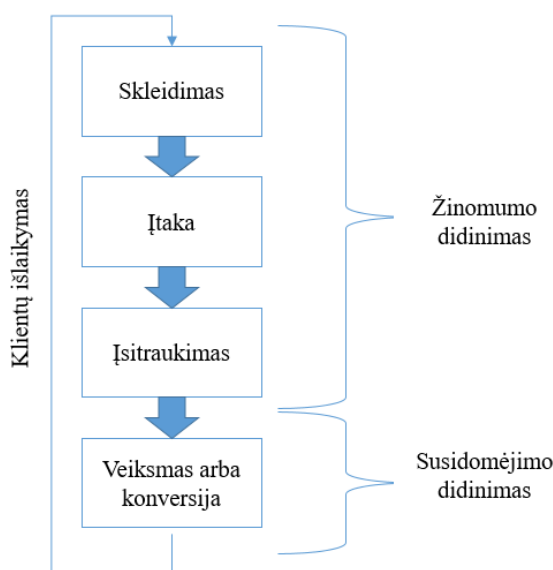 Skleidimas
Įtaka
Įsitraukimas
Veiksmas arba
konversija
Klientų išlaikymas
Žinomumo
didinimas
Susidomėjimo
didinimas